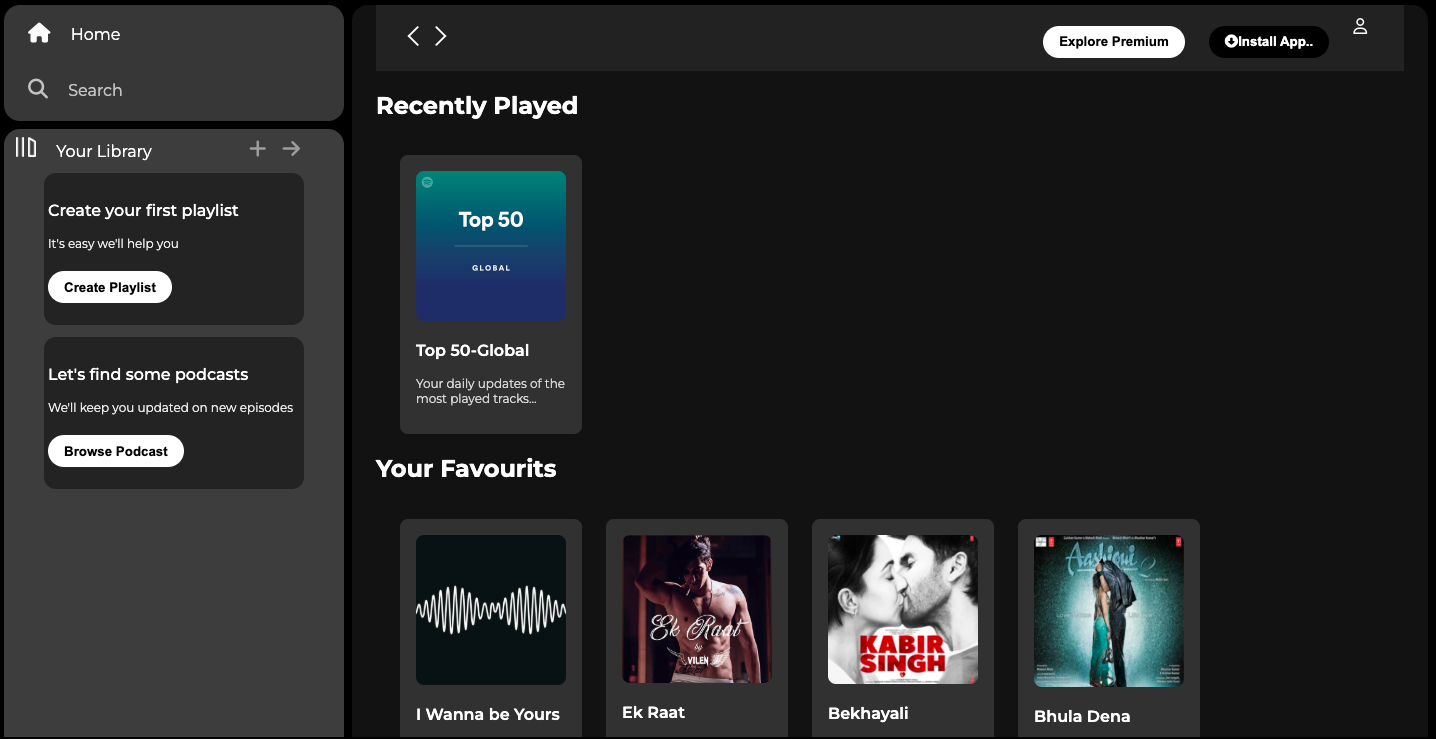 Home
Search
Your Library
Create your first playlist
It's easy we'll help you
Create Playlist
Let's find some podcasts
We'll keep you updated on new episodes
Browse Podcast
Explore Premium
Install App..
Recently Played
Top 50
GLOBAL
Top 50-Global
Your daily updates of the
most played tracks...
Your Favourits
I Wanna be Yours
Ek Raat
by
VILEN
Ek Raat
KABIR
SINGH
Bekhayali
Aashiqui
Bhula Dena